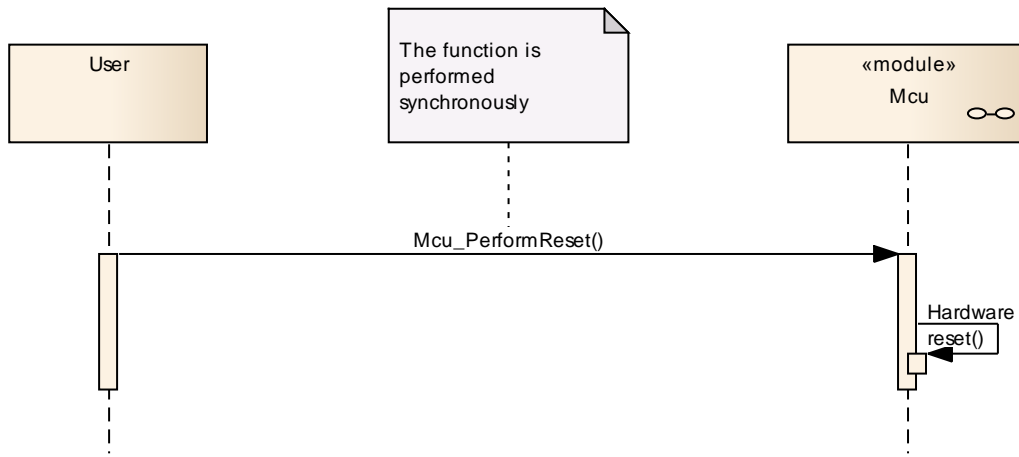 User
The function is
performed
synchronously
«module»
Mcu
Mcu_PerformReset()
Hardware
reset()